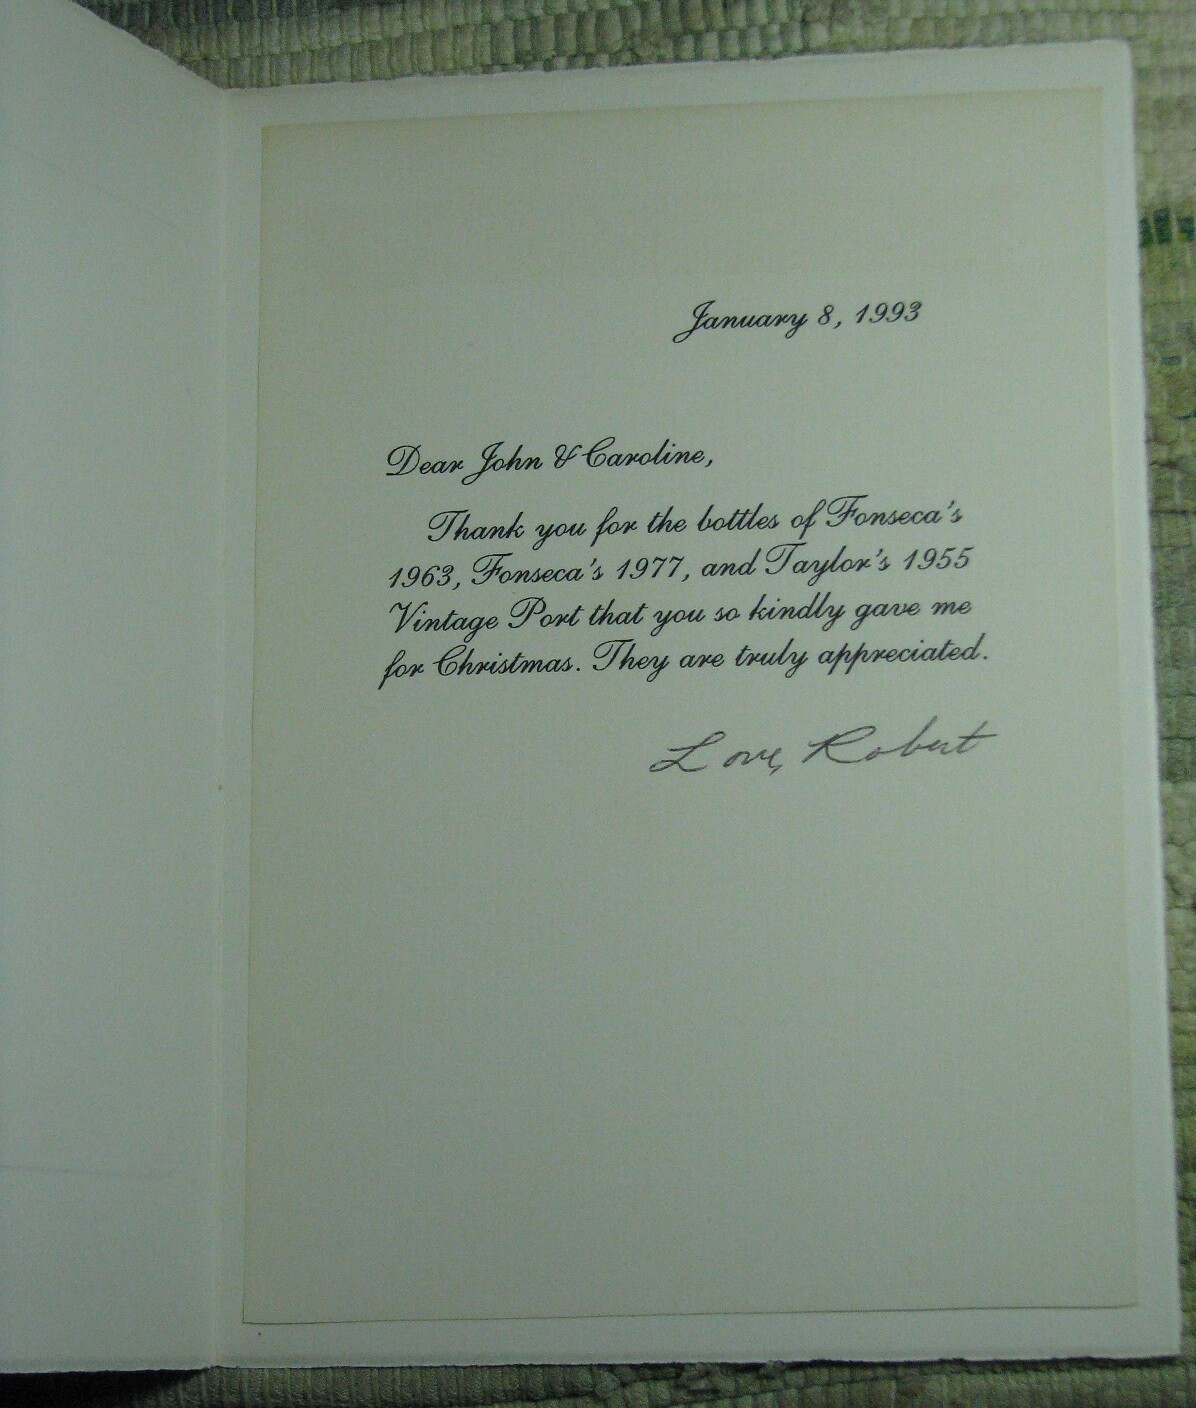 January 8, 1993
Dear John & Caroline,
Thank you for the bottles of Fonseca's
1963, Fonseca's 1977, and Taylor's 1955
Vintage Port that you so kindly gave me
for Christmas. They are truly appreciated.
Love, Robert